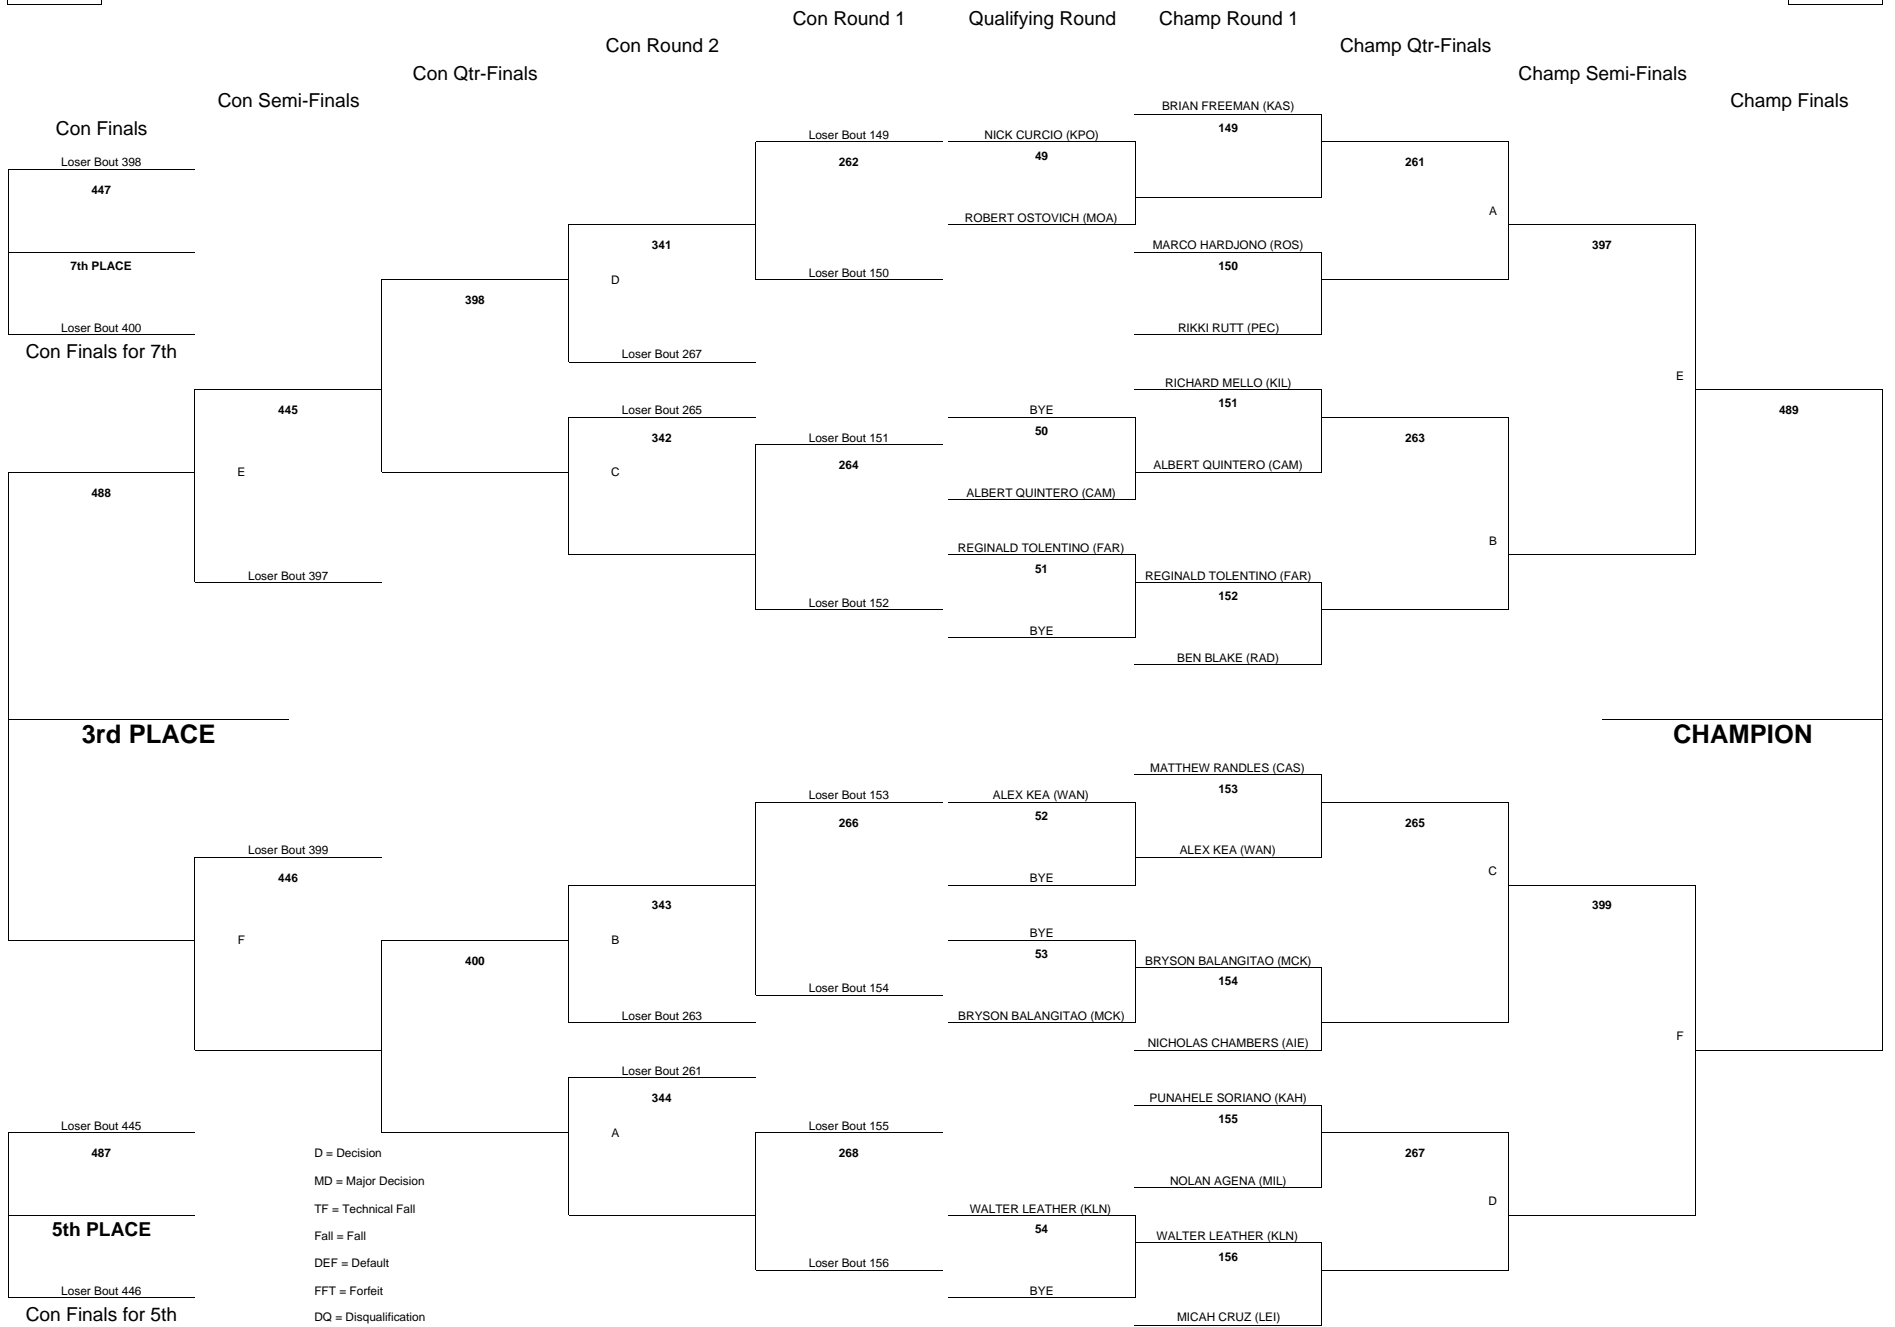 Con Round 1
Qualifying Round
Champ Round 1
Con Round 2
Champ Qtr-Finals
Con Qtr-Finals
Champ Semi-Finals
Con Semi-Finals
Champ Finals
Con Finals
Loser Bout 398
447
7th PLACE
Loser Bout 400
Con Finals for 7th
488
3rd PLACE
Loser Bout 445
487
5th PLACE
Loser Bout 446
Con Finals for 5th
445
E
Loser Bout 397
Loser Bout 399
446
F
D = Decision
MD = Major Decision
TF = Technical Fall
Fall = Fall
DEF = Default
FFT = Forfeit
DQ = Disqualification
398
400
341
D
Loser Bout 267
Loser Bout 265
342
C
343
B
Loser Bout 263
Loser Bout 261
344
A
Loser Bout 149
262
Loser Bout 150
Loser Bout 151
264
Loser Bout 152
Loser Bout 153
266
Loser Bout 154
Loser Bout 155
268
Loser Bout 156
NICK CURCIO (KPO)
49
ROBERT OSTOVICH (MOA)
BYE
50
ALBERT QUINTERO (CAM)
REGINALD TOLENTINO (FAR)
51
BYE
ALEX KEA (WAN)
52
BYE
BYE
53
BRYSON BALANGITAO (MCK)
WALTER LEATHER (KLN)
54
BYE
BRIAN FREEMAN (KAS)
149
MARCO HARDJONO (ROS)
150
RIKKI RUTT (PEC)
RICHARD MELLO (KIL)
151
ALBERT QUINTERO (CAM)
REGINALD TOLENTINO (FAR)
152
BEN BLAKE (RAD)
MATTHEW RANDLES (CAS)
153
ALEX KEA (WAN)
BRYSON BALANGITAO (MCK)
154
NICHOLAS CHAMBERS (AIE)
PUNAHELE SORIANO (KAH)
155
NOLAN AGENA (MIL)
WALTER LEATHER (KLN)
156
MICAH CRUZ (LEI)
261
A
263
B
265
C
267
D
397
E
399
F
489
CHAMPION